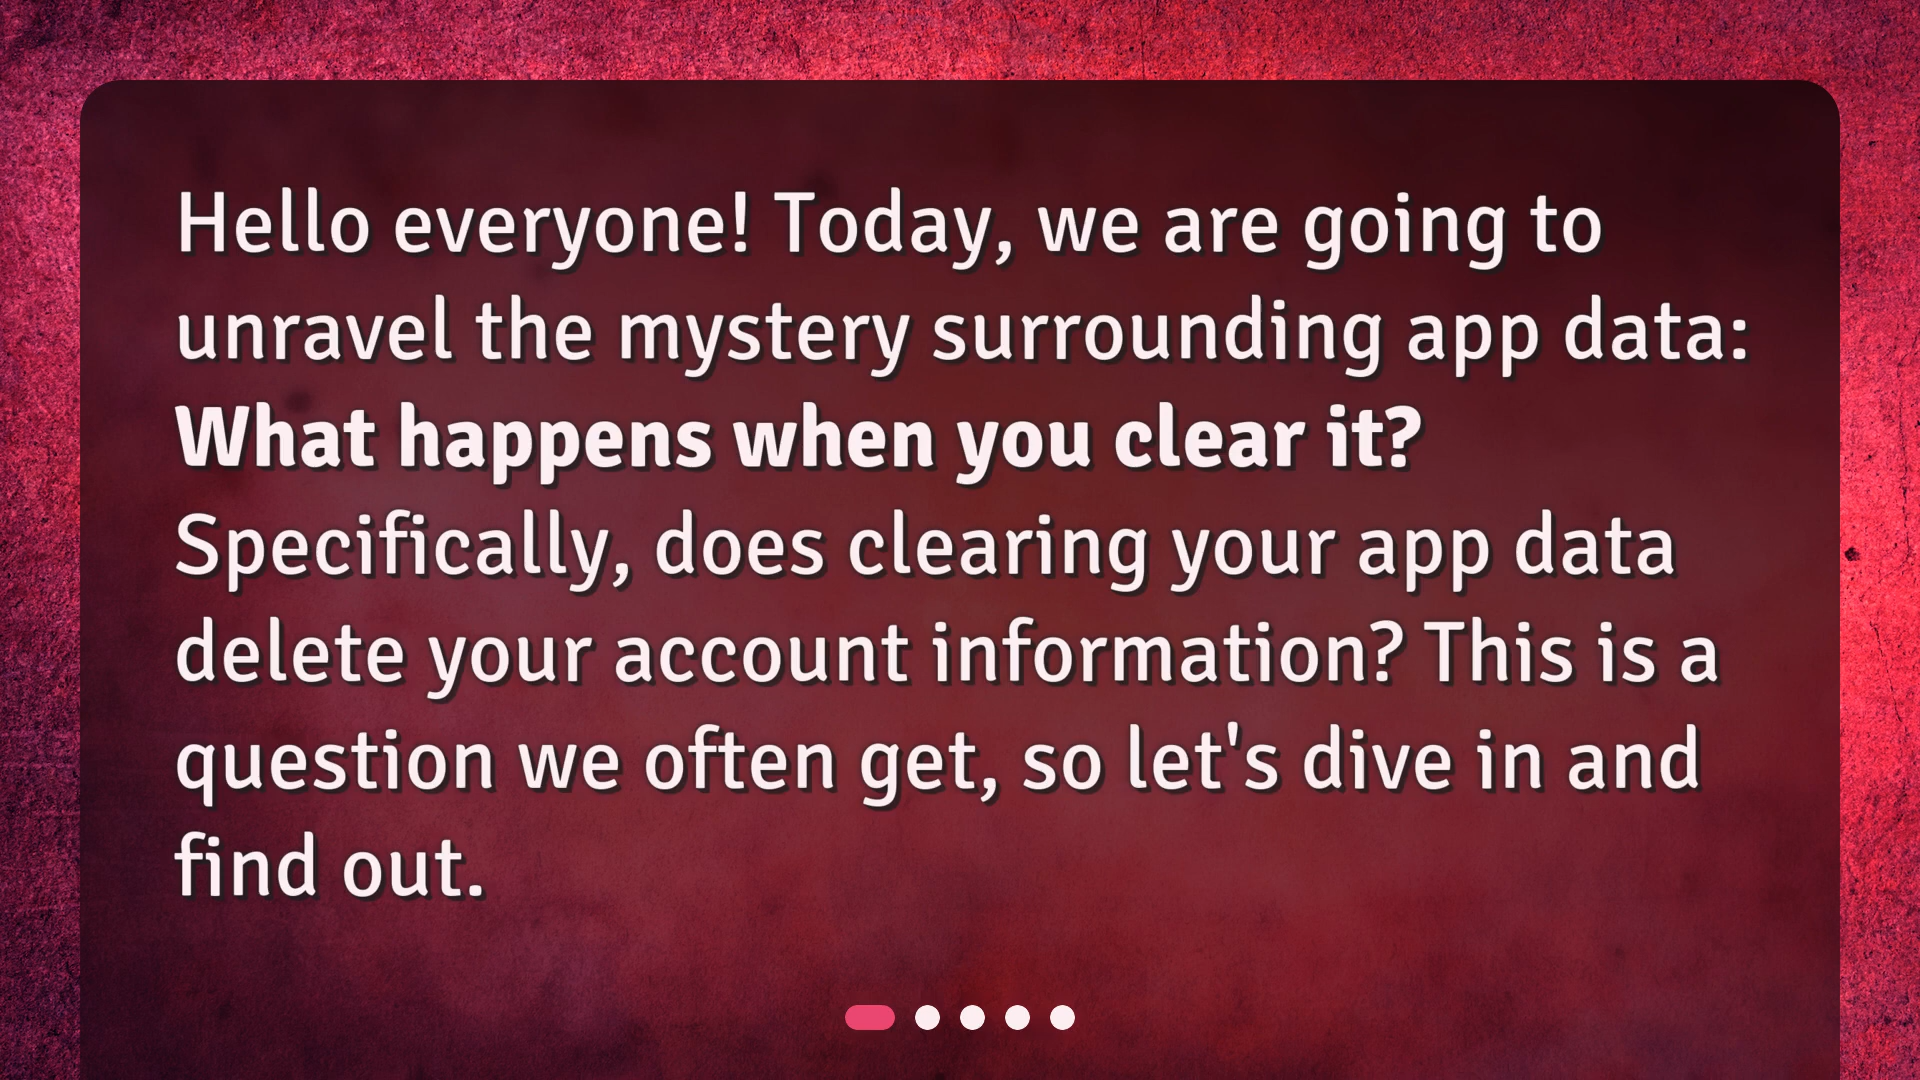 Hello everyone! Today, we are going to
unravel the mystery surrounding app data:
What happens when you clear it?
Specifically, does clearing your app data
delete your account information? This is a
question we often get, so let's dive in and
find out.